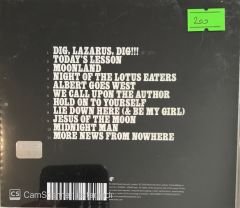 200
DIG, LAZARUS, DIG!!!
TODAY'S LESSON
MOONLAND
NIGHT OF THE LOTUS EATERS
ALBERT GOES WEST
WE CALL UPON THE AUTHOR
HOLD ON TO YOURSELF
LIE DOWN HERE (& BE MY GIRL)
JESUS OF THE MOON
MIDNIGHT MAN
MORE NEWS FROM NOWHERE
CS CamScanner